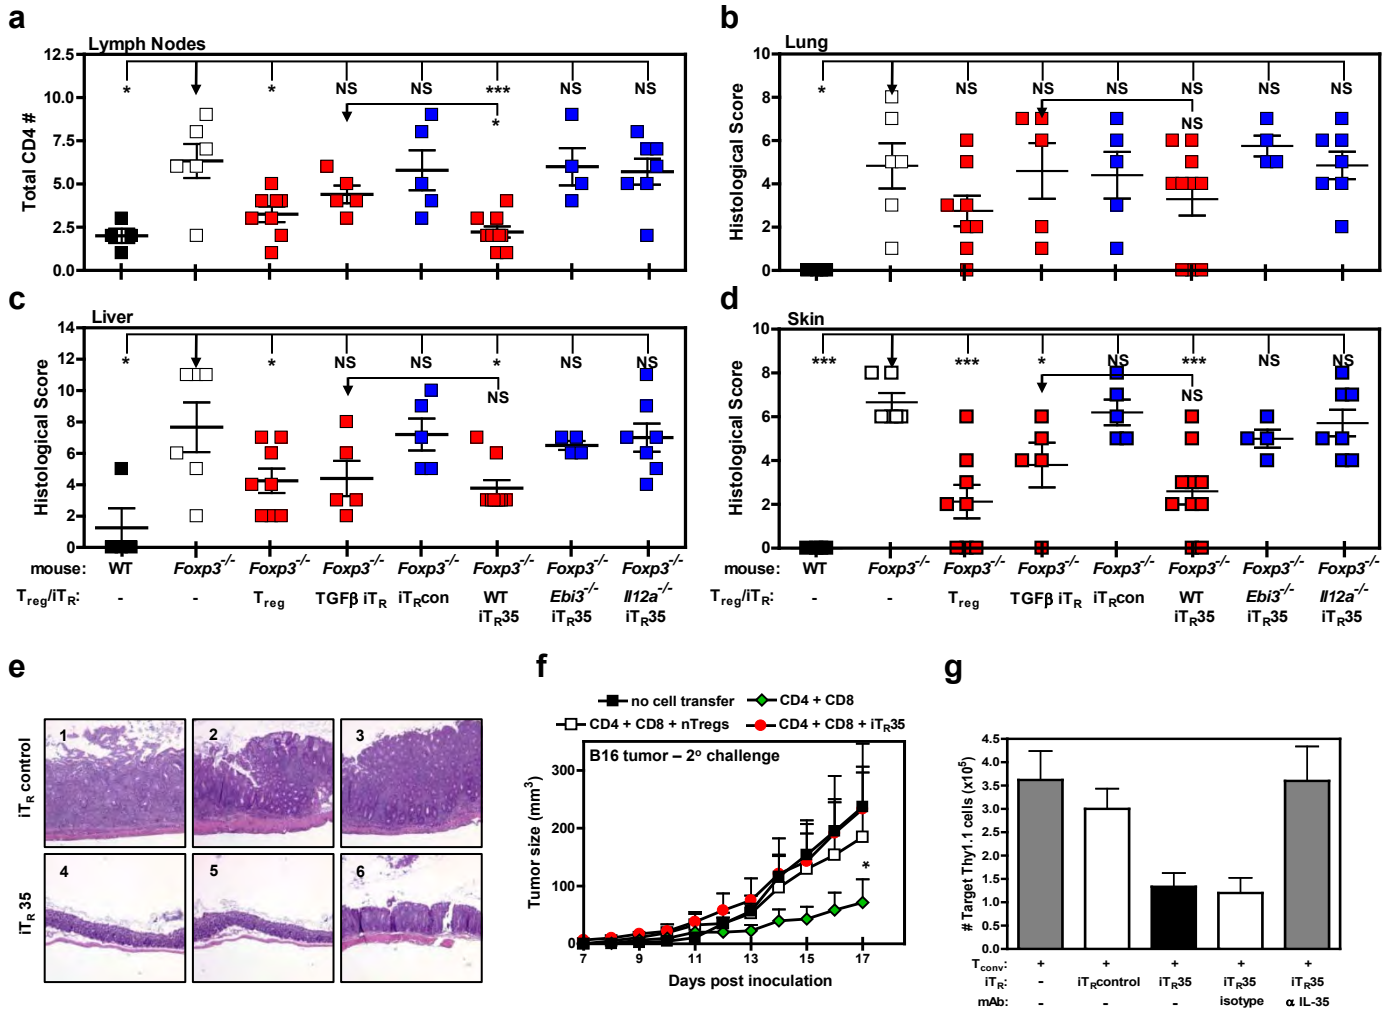 a
Lymph Nodes
Total CD4 #
12.5
10.0
7.5
5.0
2.5
0.0
* * NS NS *** NS NS
*
b
Lung
Histological Score
10
8
6
4
2
0
* NS NS NS NS NS NS
NS
c
Liver
Histological Score
14
12
10
8
6
4
2
0
* * NS NS * NS NS
NS
mouse: WT Foxp3-/- Foxp3-/- Foxp3-/- Foxp3-/- Foxp3-/- Foxp3-/- Foxp3-/-
Treg/iTR: - - Treg TGFβ iTR iTRcon WT Ebi3-/- Il12a-/-
iTR35 iTR35 iTR35
d
Skin
Histological Score
10
8
6
4
2
0
*** *** * NS *** NS NS
NS
WT Foxp3-/- Foxp3-/- Foxp3-/- Foxp3-/- Foxp3-/- Foxp3-/- Foxp3-/-
- - Treg TGFβ iTR iTRcon WT Ebi3-/- Il12a-/-
iTR35 iTR35 iTR35
e
iTR control
1 2 3
iTR 35
4 5 6
f
no cell transfer CD4 + CD8
CD4 + CD8 + nTregs CD4 + CD8 + iTR35
B16 tumor – 2o challenge
Tumor size (mm3)
300
200
100
0
*
7 9 11 13 15 17
Days post inoculation
g
# Target Thy1.1 cells (x105)
4.5
4.0
3.5
3.0
2.5
2.0
1.5
1.0
0.5
0.0
Tconv: + + + + +
iTR: - iTRcontrol iTR35 iTR35 iTR35
mAb: - - - isotype α IL-35